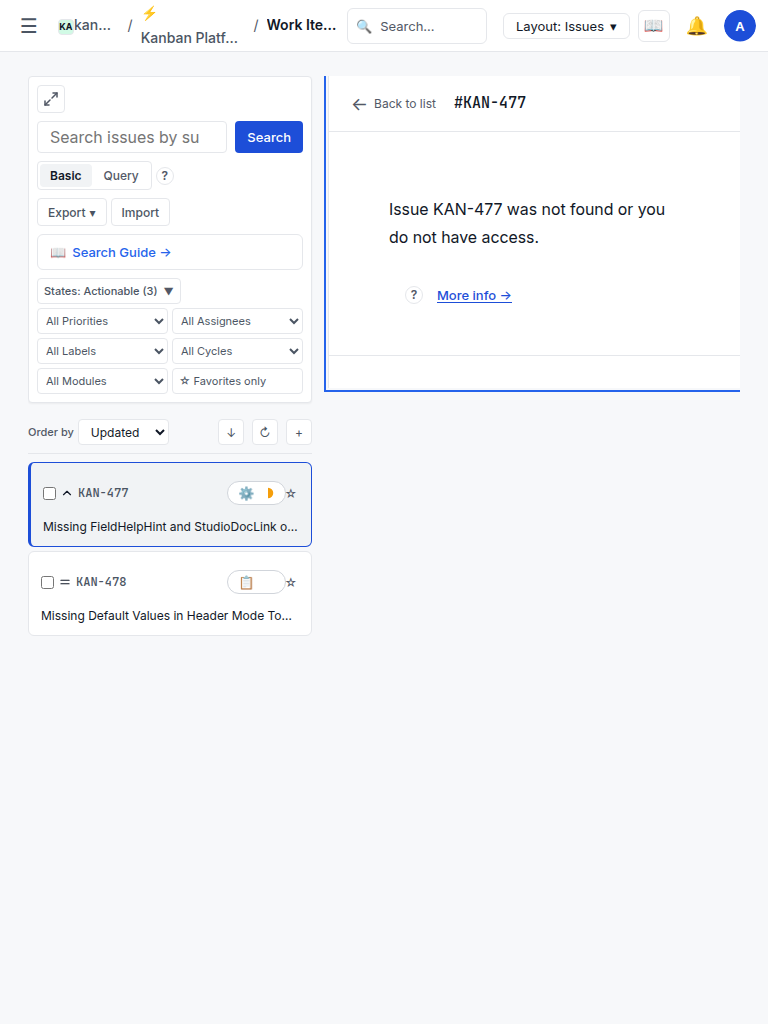 KA kan... / ⚡ Kanban Platf... / Work Ite...
Search...
Layout: Issues ▾
A
Search issues by su
Search
Basic Query ?
Export ▾ Import
Search Guide →
States: Actionable (3) ▼
All Priorities All Assignees
All Labels All Cycles
All Modules ☆ Favorites only
Order by Updated ↓ ↻ +
KAN-477 ☆
Missing FieldHelpHint and StudioDocLink o...
KAN-478 ☆
Missing Default Values in Header Mode To...
← Back to list #KAN-477
Issue KAN-477 was not found or you
do not have access.
? More info →